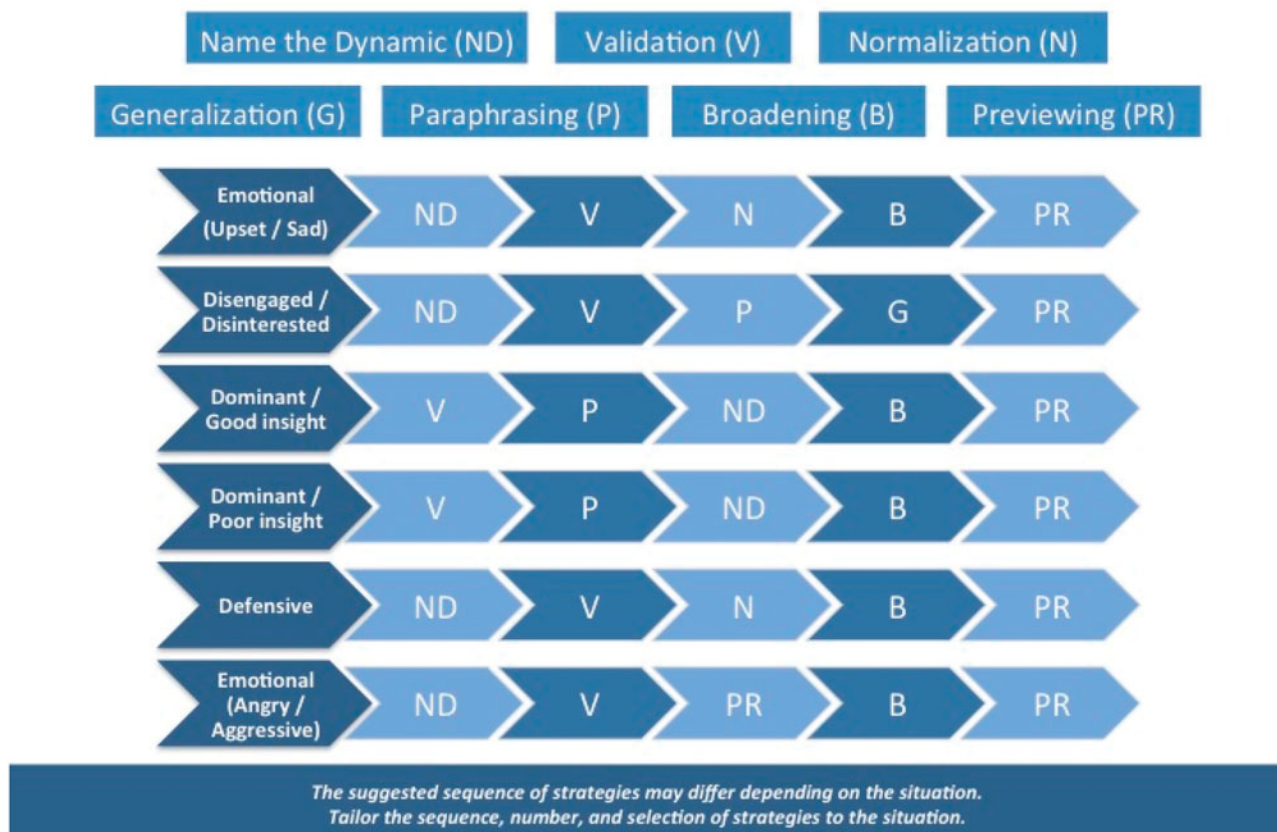 Name the Dynamic (ND) Validation (V) Normalization (N)
Generalization (G) Paraphrasing (P) Broadening (B) Previewing (PR)
Emotional
(Upset / Sad)
ND V N B PR
Disengaged /
Disinterested
ND V P G PR
Dominant /
Good insight
V P ND B PR
Dominant /
Poor insight
V P ND B PR
Defensive
ND V N B PR
Emotional
(Angry /
Aggressive)
ND V PR B PR
The suggested sequence of strategies may differ depending on the situation.
Tailor the sequence, number, and selection of strategies to the situation.